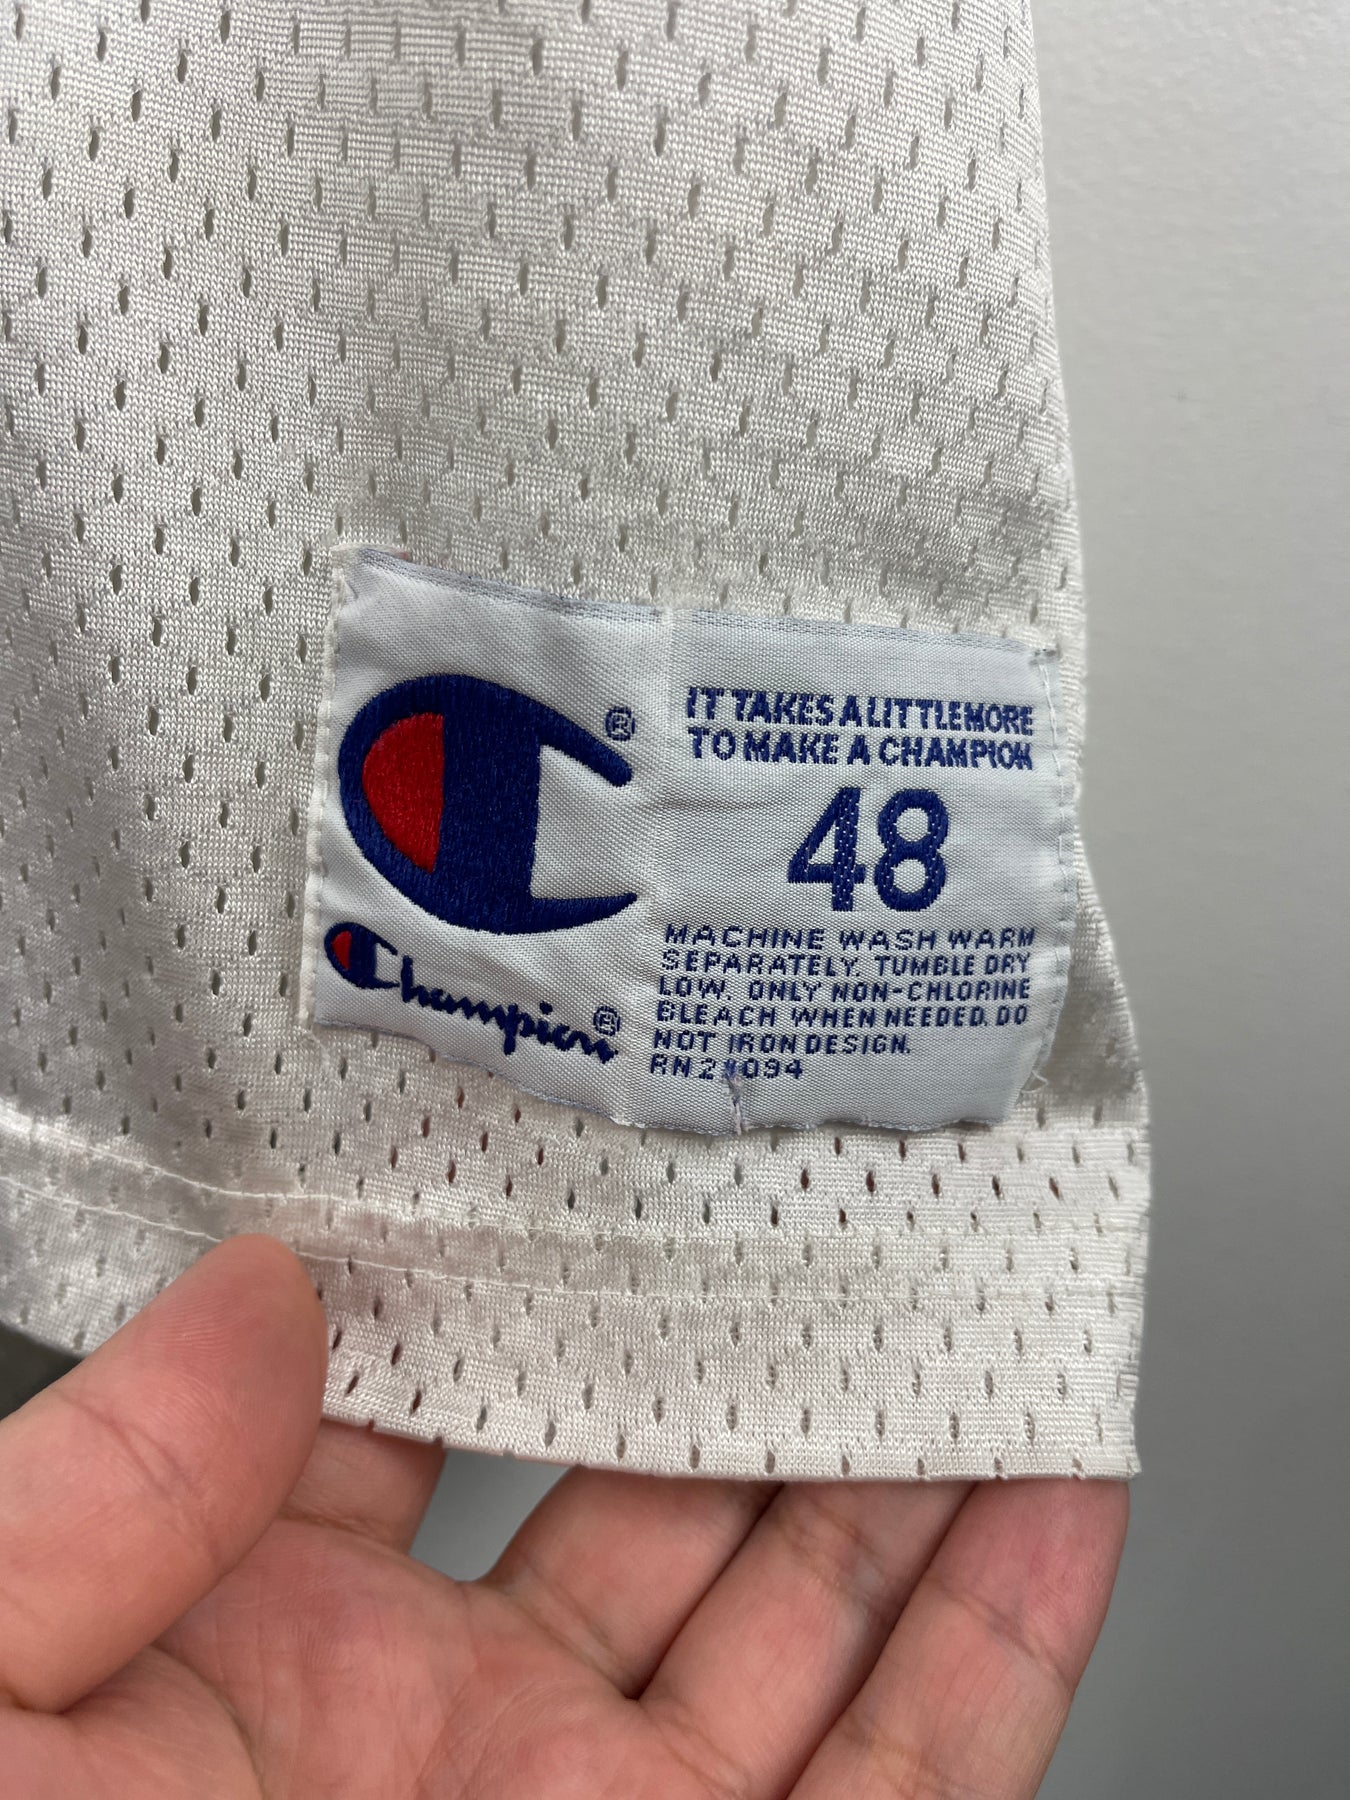 ®
IT TAKES A LITTLE MORE
TO MAKE A CHAMPION
48
Champion®
MACHINE WASH WARM
SEPARATELY. TUMBLE DRY
LOW. ONLY NON-CHLORINE
BLEACH WHEN NEEDED. DO
NOT IRON DESIGN.
RN